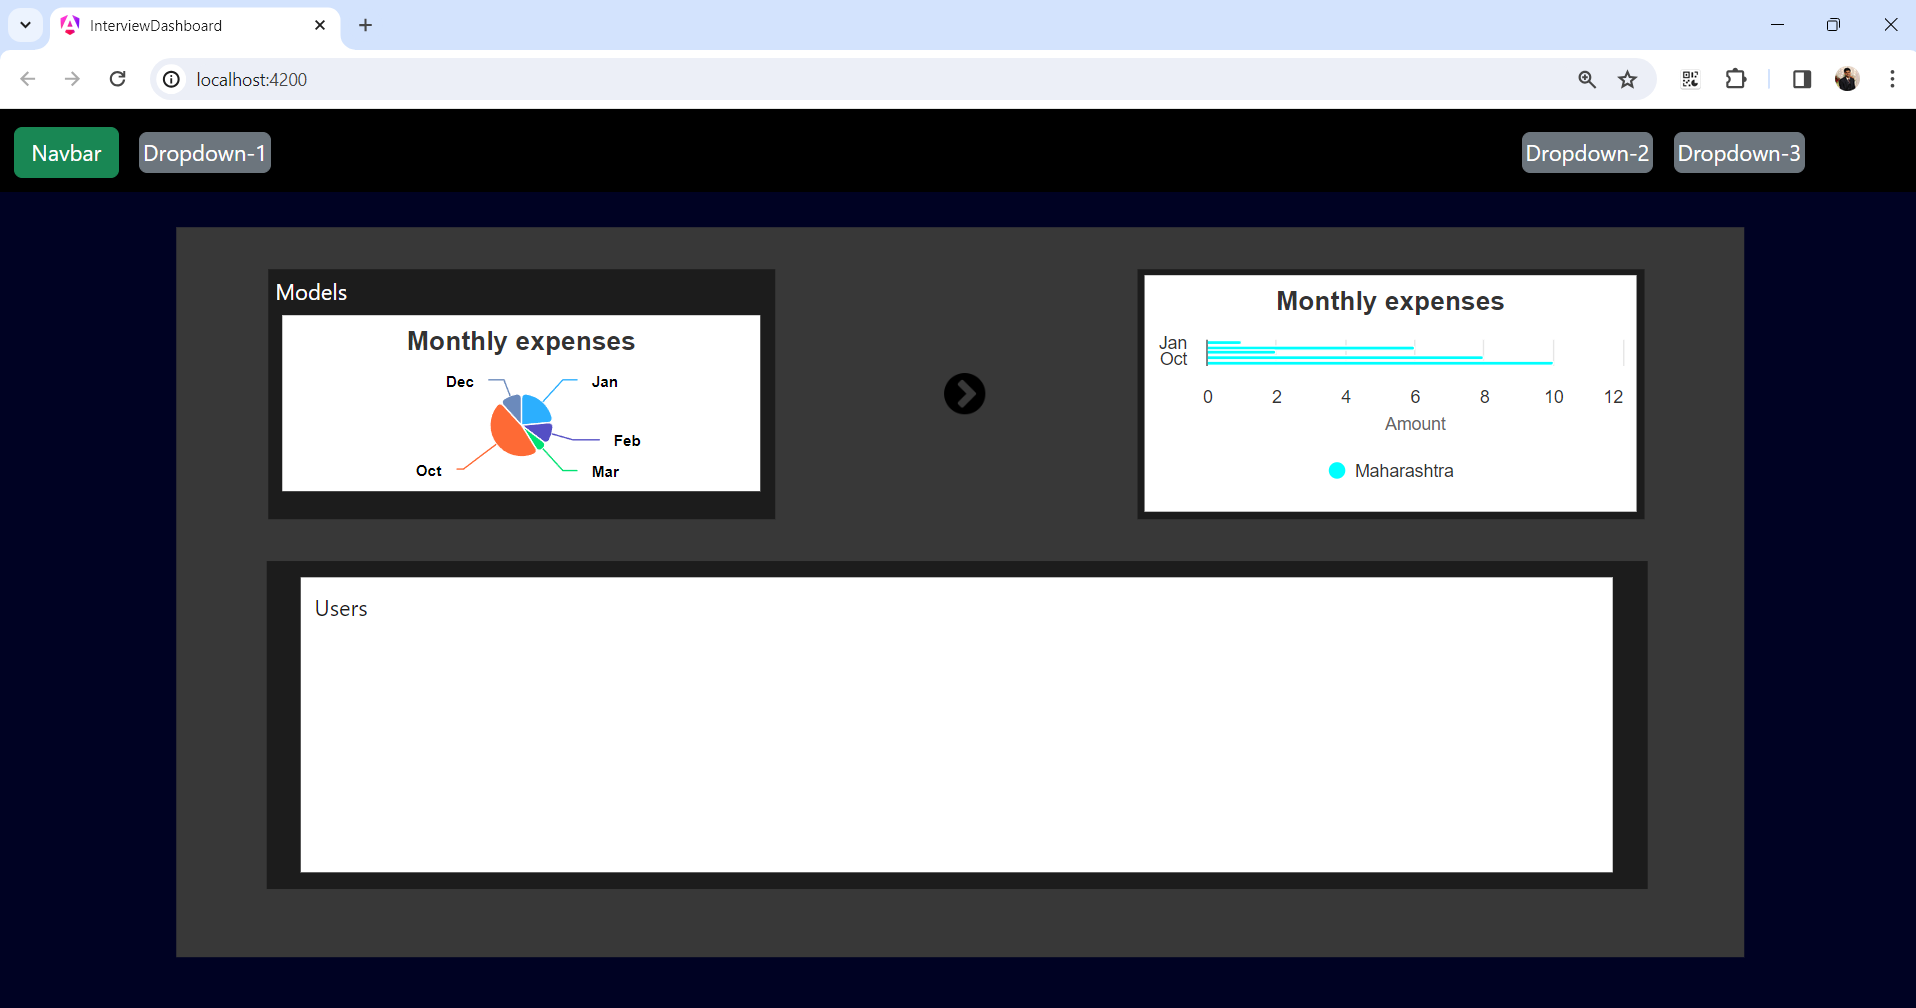 InterviewDashboard
localhost:4200
Navbar
Dropdown-1
Dropdown-2
Dropdown-3
Models
Monthly expenses
Dec
Jan
Feb
Oct
Mar
Monthly expenses
Jan
Oct
0 2 4 6 8 10 12
Amount
Maharashtra
Users